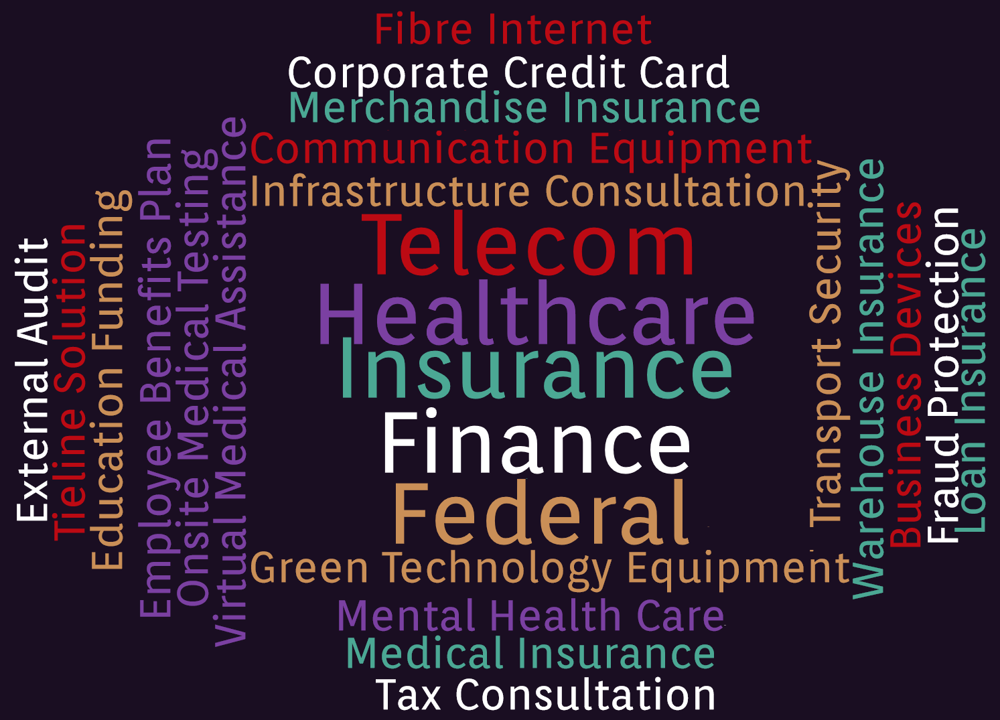 Fibre Internet
Corporate Credit Card
Merchandise Insurance
Communication Equipment
Infrastructure Consultation
Telecom
Healthcare
Insurance
Finance
Federal
Green Technology Equipment
Mental Health Care
Medical Insurance
Tax Consultation
External Audit
Tieline Solution
Education Funding
Employee Benefits Plan
Onsite Medical Testing
Virtual Medical Assistance
Transport Security
Warehouse Insurance
Business Devices
Fraud Protection
Loan Insurance